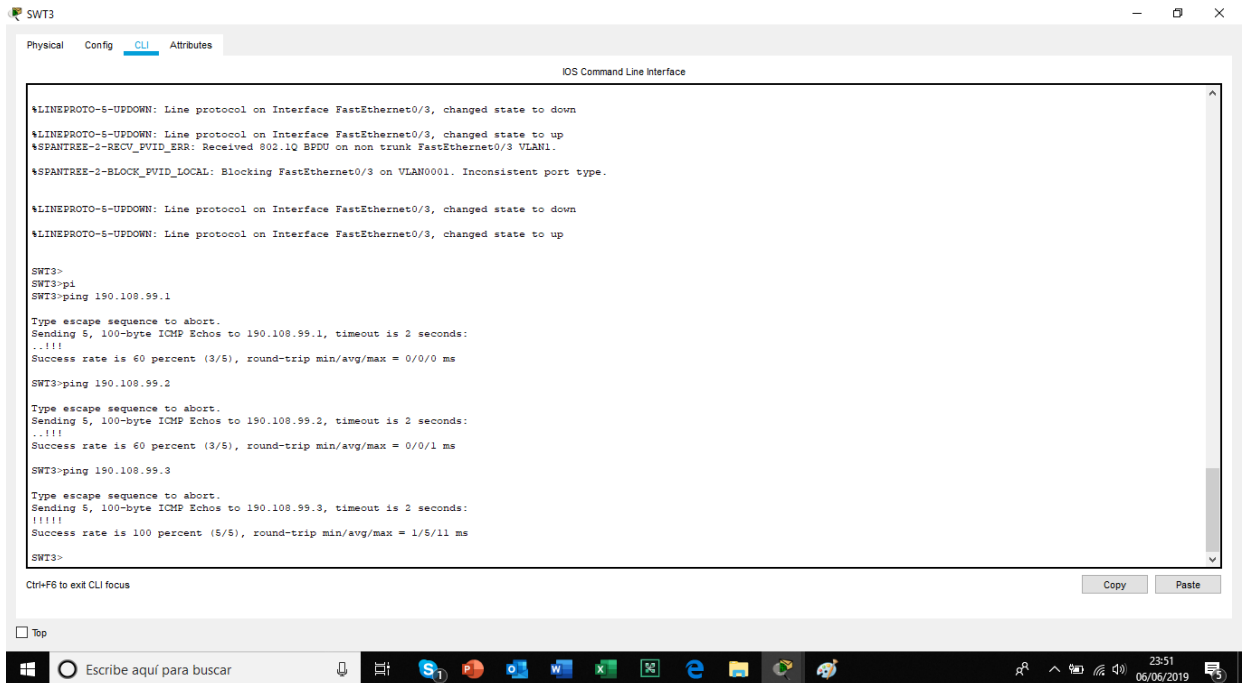 SWT3
Physical Config CLI Attributes
IOS Command Line Interface
%LINEPROTO-5-UPDOWN: Line protocol on Interface FastEthernet0/3, changed state to down
%LINEPROTO-5-UPDOWN: Line protocol on Interface FastEthernet0/3, changed state to up
%SPANTREE-2-RECV_PVID_ERR: Received 802.1Q BPDU on non trunk FastEthernet0/3 VLAN1.
%SPANTREE-2-BLOCK_PVID_LOCAL: Blocking FastEthernet0/3 on VLAN0001. Inconsistent port type.
%LINEPROTO-5-UPDOWN: Line protocol on Interface FastEthernet0/3, changed state to down
%LINEPROTO-5-UPDOWN: Line protocol on Interface FastEthernet0/3, changed state to up
SWT3>
SWT3>pi
SWT3>ping 190.108.99.1
Type escape sequence to abort.
Sending 5, 100-byte ICMP Echos to 190.108.99.1, timeout is 2 seconds:
..!!!
Success rate is 60 percent (3/5), round-trip min/avg/max = 0/0/0 ms
SWT3>ping 190.108.99.2
Type escape sequence to abort.
Sending 5, 100-byte ICMP Echos to 190.108.99.2, timeout is 2 seconds:
..!!!
Success rate is 60 percent (3/5), round-trip min/avg/max = 0/0/1 ms
SWT3>ping 190.108.99.3
Type escape sequence to abort.
Sending 5, 100-byte ICMP Echos to 190.108.99.3, timeout is 2 seconds:
!!!!!
Success rate is 100 percent (5/5), round-trip min/avg/max = 1/5/11 ms
SWT3>
Ctrl+F6 to exit CLI focus
Copy Paste
Top
Escribe aquí para buscar
23:51
06/06/2019